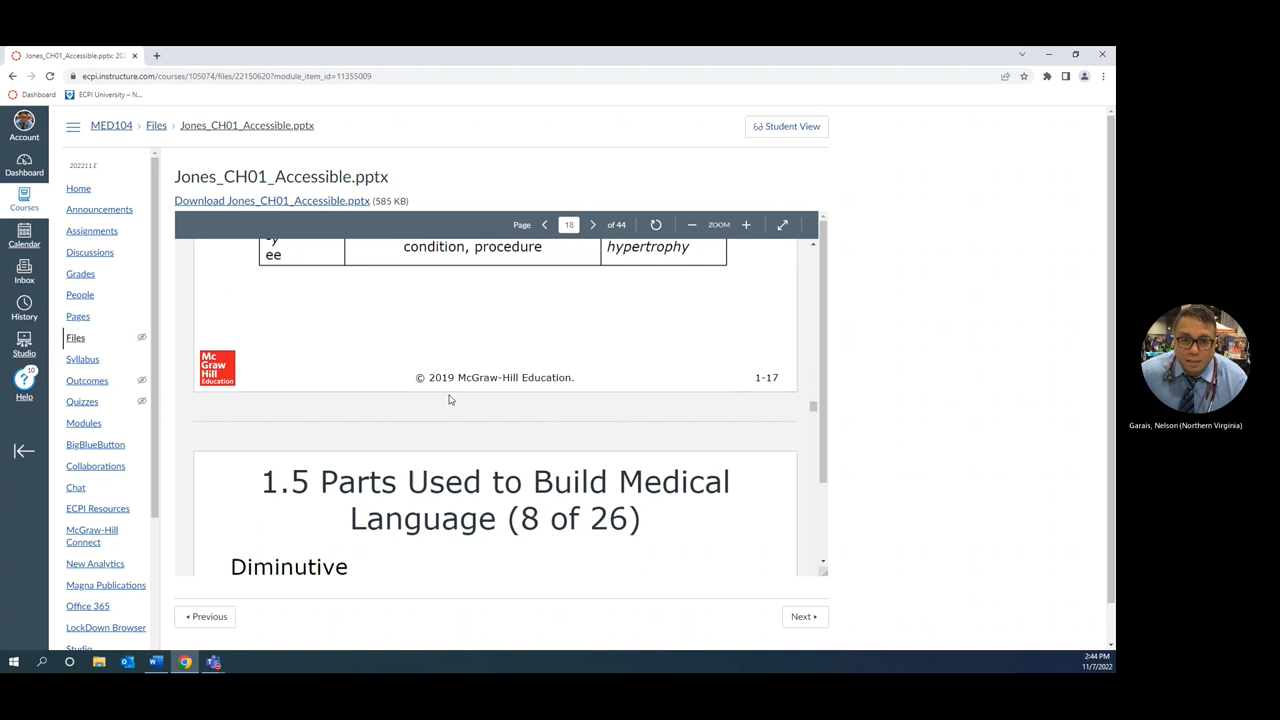 Jones_CH01_Accessible.pptx: 202
ecpi.instructure.com/courses/105074/files/22150620?module_item_id=11355009
Dashboard
ECPI University – N...
Account
Dashboard
Courses
Calendar
Inbox
History
Studio
10
Help
MED104 › Files › Jones_CH01_Accessible.pptx
Student View
202211 E
Home
Announcements
Assignments
Discussions
Grades
People
Pages
Files
Syllabus
Outcomes
Quizzes
Modules
BigBlueButton
Collaborations
Chat
ECPI Resources
McGraw-Hill
Connect
New Analytics
Magna Publications
Office 365
LockDown Browser
Studio
Jones_CH01_Accessible.pptx
Download Jones_CH01_Accessible.pptx (585 KB)
Page 18 of 44 ZOOM
-y
ee
condition, procedure
hypertrophy
Mc
Graw
Hill
Education
© 2019 McGraw-Hill Education.
1-17
1.5 Parts Used to Build Medical
Language (8 of 26)
Diminutive
Previous
Next
Garais, Nelson (Northern Virginia)
2:44 PM
11/7/2022